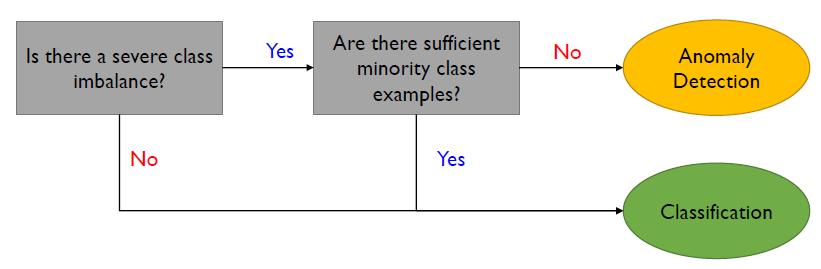 Is there a severe class
imbalance?
Yes
Are there sufficient
minority class
examples?
No
Anomaly
Detection
No
Yes
Classification